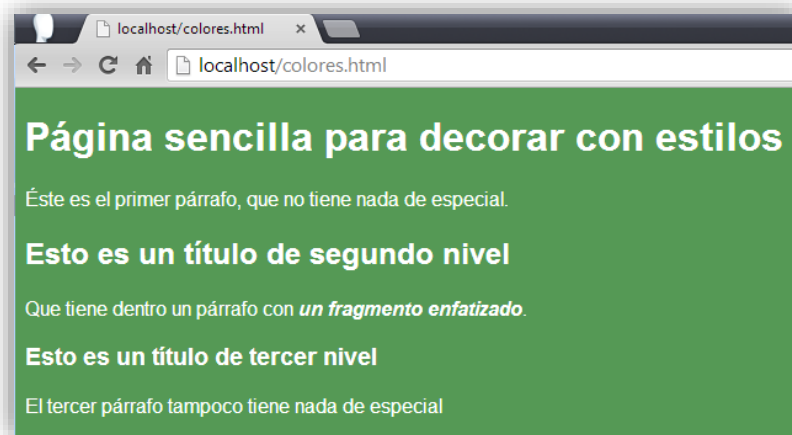 localhost/colores.html
localhost/colores.html
Página sencilla para decorar con estilos
Éste es el primer párrafo, que no tiene nada de especial.
Esto es un título de segundo nivel
Que tiene dentro un párrafo con un fragmento enfatizado.
Esto es un título de tercer nivel
El tercer párrafo tampoco tiene nada de especial